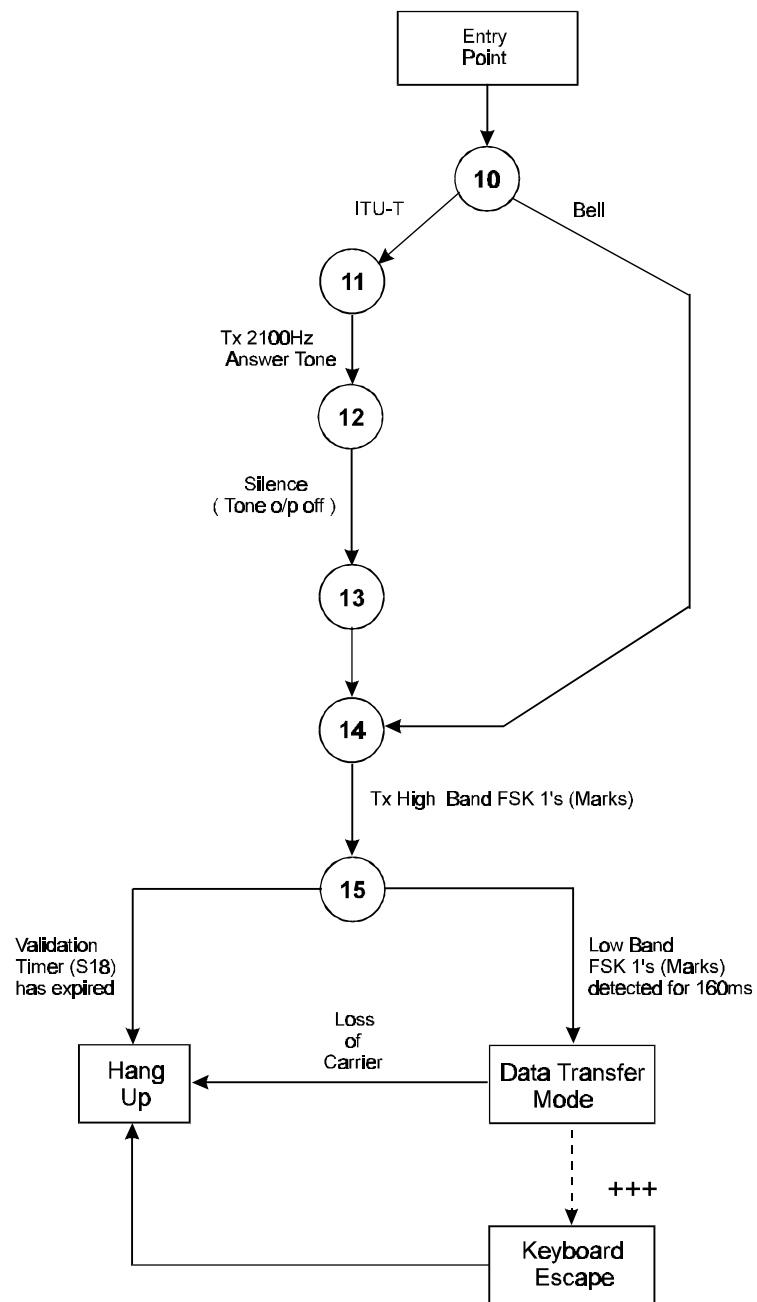 Entry
Point
10
ITU-T
Bell
11
Tx 2100Hz
Answer Tone
12
Silence
( Tone o/p off )
13
14
Tx High Band FSK 1's (Marks)
15
Validation
Timer (S18)
has expired
Low Band
FSK 1's (Marks)
detected for 160ms
Loss
of
Carrier
Hang
Up
Data Transfer
Mode
+++
Keyboard
Escape